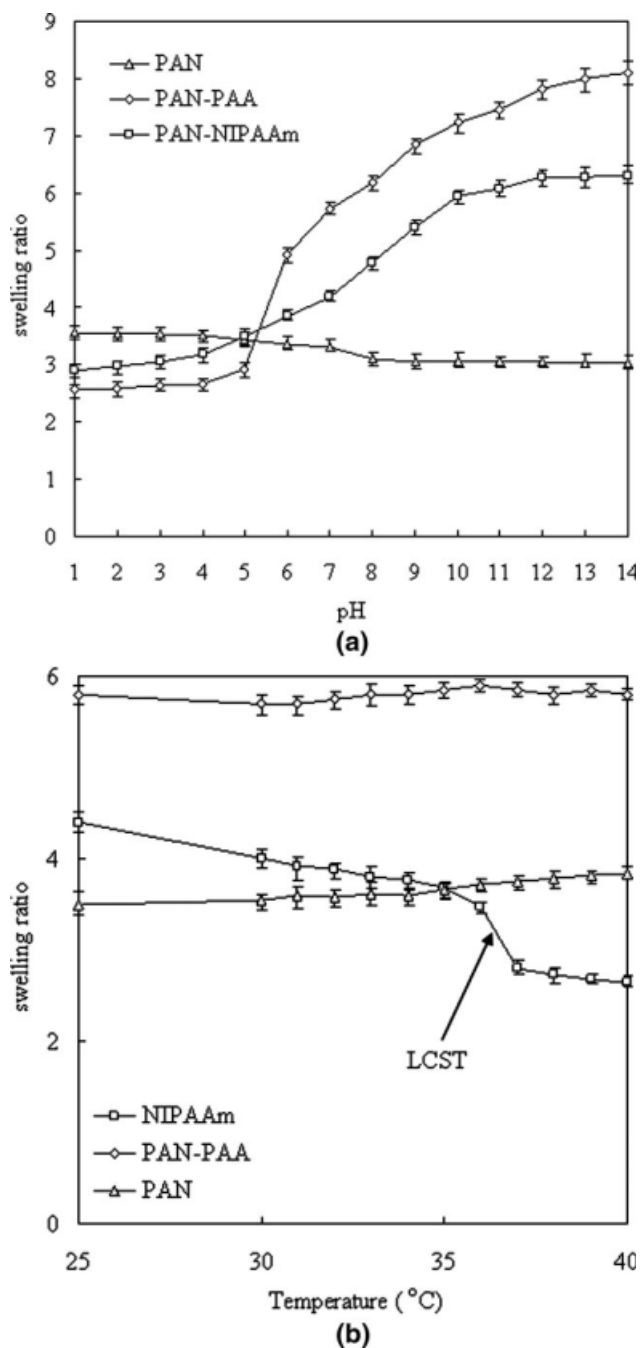 9
PAN
8
PAN-PAA
PAN-NIPAAm
7
6
swelling ratio
5
4
3
2
1
0
1 2 3 4 5 6 7 8 9 10 11 12 13 14
pH
(a)
6
4
swelling ratio
2
LCST
NIPAAm
PAN-PAA
PAN
0
25 30 35 40
Temperature (°C)
(b)